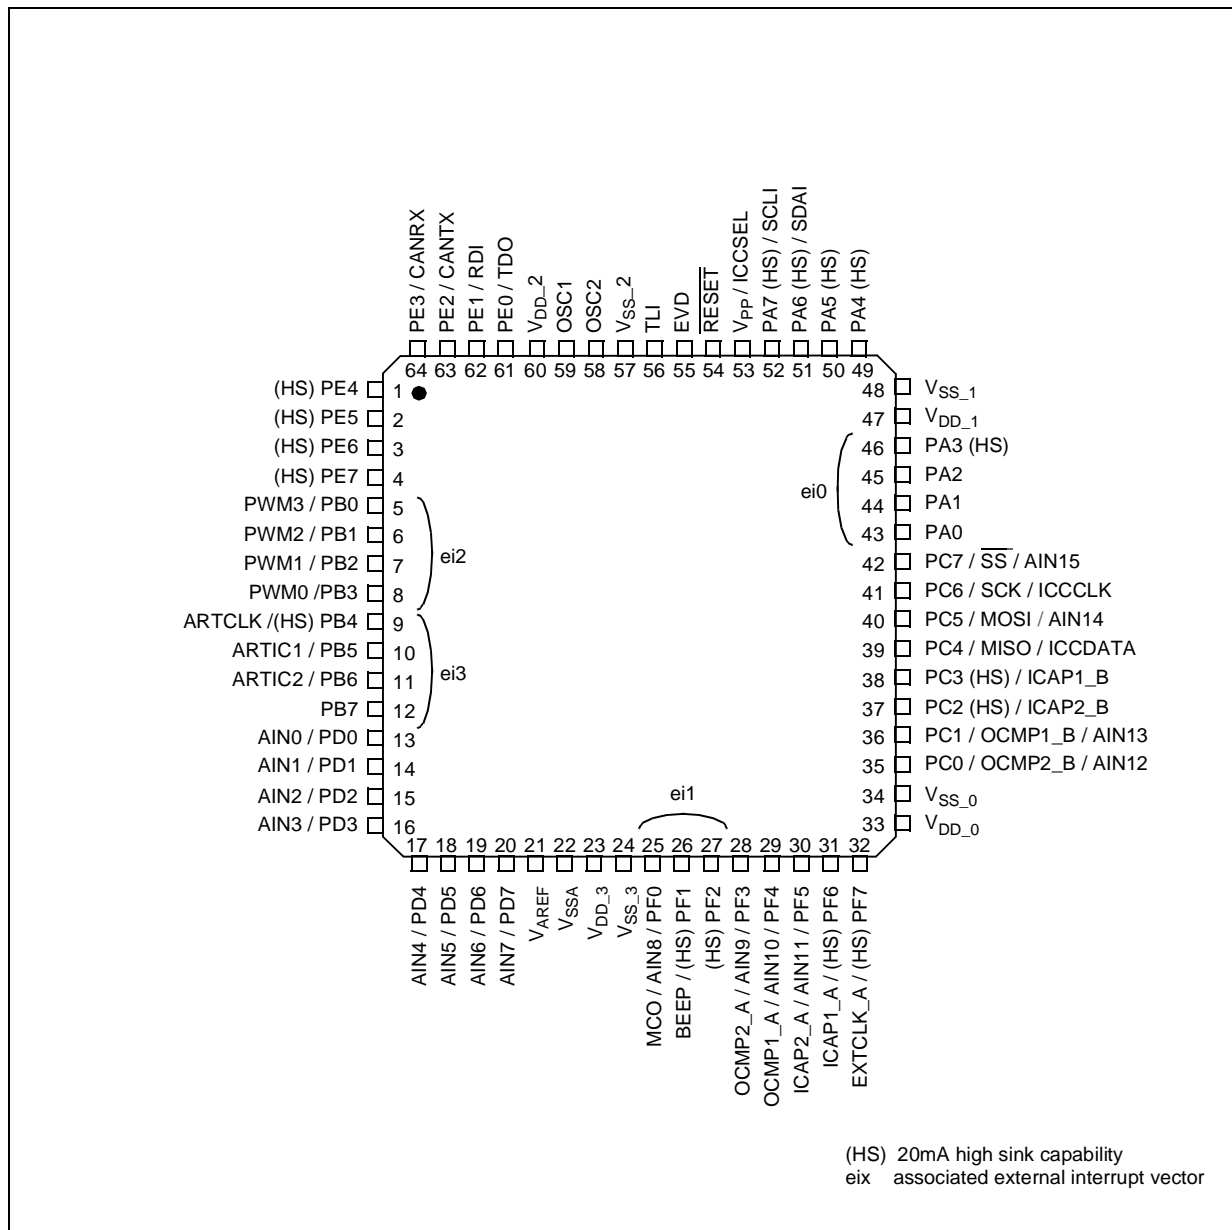 PE3 / CANRX
PE2 / CANTX
PE1 / RDI
PE0 / TDO
VDD_2
OSC1
OSC2
VSS_2
TLI
EVD
RESET
VPP / ICCSEL
PA7 (HS) / SCLI
PA6 (HS) / SDAI
PA5 (HS)
PA4 (HS)
64 63 62 61 60 59 58 57 56 55 54 53 52 51 50 49
(HS) PE4 1
(HS) PE5 2
(HS) PE6 3
(HS) PE7 4
PWM3 / PB0 5
PWM2 / PB1 6
PWM1 / PB2 7
PWM0 /PB3 8
ei2
ARTCLK /(HS) PB4 9
ARTIC1 / PB5 10
ARTIC2 / PB6 11
PB7 12
ei3
AIN0 / PD0 13
AIN1 / PD1 14
AIN2 / PD2 15
AIN3 / PD3 16
48 VSS_1
47 VDD_1
46 PA3 (HS)
45 PA2
44 PA1
43 PA0
ei0
42 PC7 / SS / AIN15
41 PC6 / SCK / ICCCLK
40 PC5 / MOSI / AIN14
39 PC4 / MISO / ICCDATA
38 PC3 (HS) / ICAP1_B
37 PC2 (HS) / ICAP2_B
36 PC1 / OCMP1_B / AIN13
35 PC0 / OCMP2_B / AIN12
34 VSS_0
33 VDD_0
ei1
17 18 19 20 21 22 23 24 25 26 27 28 29 30 31 32
AIN4 / PD4
AIN5 / PD5
AIN6 / PD6
AIN7 / PD7
VAREF
VSSA
VDD_3
VSS_3
MCO / AIN8 / PF0
BEEP / (HS) PF1
(HS) PF2
OCMP2_A / AIN9 / PF3
OCMP1_A / AIN10 / PF4
ICAP2_A / AIN11 / PF5
ICAP1_A / (HS) PF6
EXTCLK_A / (HS) PF7
(HS) 20mA high sink capability
eix associated external interrupt vector